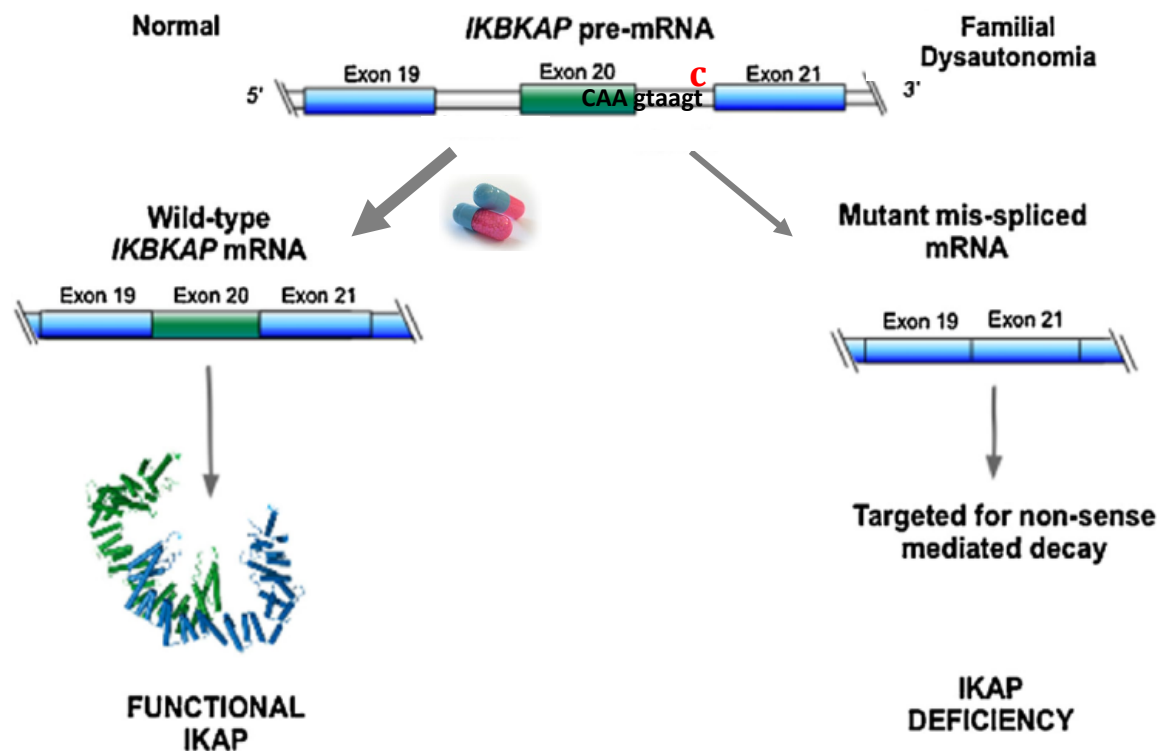 Normal
IKBKAP pre-mRNA
Familial
Dysautonomia
Exon 19
Exon 20
c
Exon 21
5'
CAA gtaagt
3'
Wild-type
IKBKAP mRNA
Mutant mis-spliced
mRNA
Exon 19 Exon 20 Exon 21
Exon 19 Exon 21
Targeted for non-sense
mediated decay
FUNCTIONAL
IKAP
IKAP
DEFICIENCY